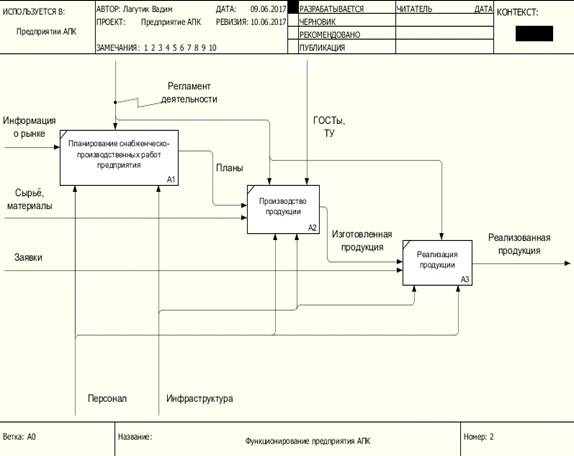 ИСПОЛЬЗУЕТСЯ В:
Предприятии АПК
АВТОР: Лагутик Вадим
ДАТА: 09.06.2017
ПРОЕКТ: Предприятие АПК
РЕВИЗИЯ: 10.06.2017
ЗАМЕЧАНИЯ: 1 2 3 4 5 6 7 8 9 10
РАЗРАБАТЫВАЕТСЯ
ЧЕРНОВИК
РЕКОМЕНДОВАНО
ПУБЛИКАЦИЯ
ЧИТАТЕЛЬ ДАТА
КОНТЕКСТ:
Регламент
деятельности
ГОСТы,
ТУ
Информация
о рынке
Планирование снабженческо-
производственных работ
предприятия
A1
Планы
Сырьё,
материалы
Производство
продукции
A2
Изготовленная
продукция
Реализованная
продукция
Заявки
Реализация
продукции
A3
Персонал
Инфраструктура
Ветка: A0
Название:
Функционирование предприятия АПК
Номер: 2